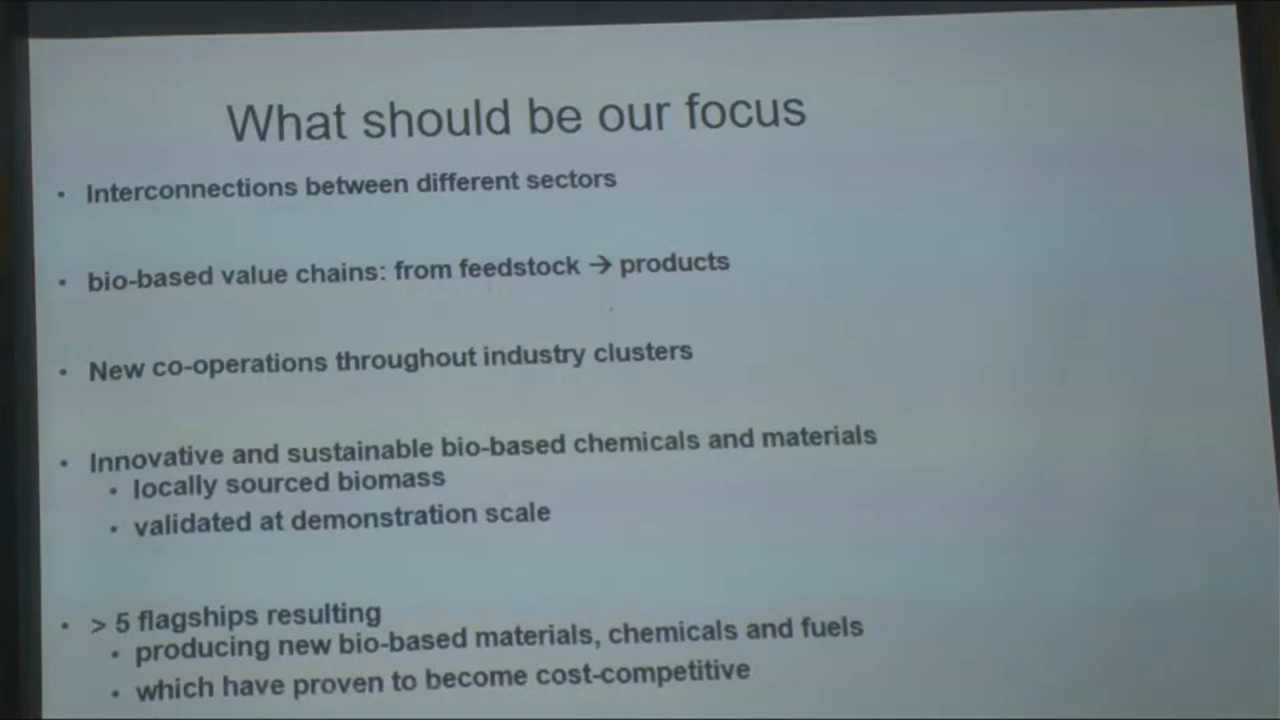 What should be our focus
• Interconnections between different sectors
• bio-based value chains: from feedstock → products
• New co-operations throughout industry clusters
• Innovative and sustainable bio-based chemicals and materials
• locally sourced biomass
• validated at demonstration scale
• > 5 flagships resulting
• producing new bio-based materials, chemicals and fuels
• which have proven to become cost-competitive